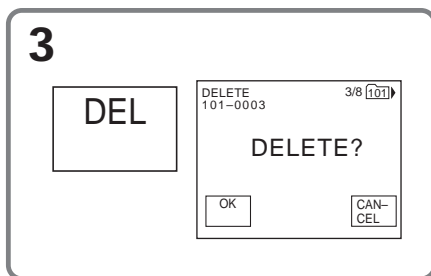 3
DEL
DELETE 3/8 101
101–0003
DELETE?
OK
CAN–
CEL